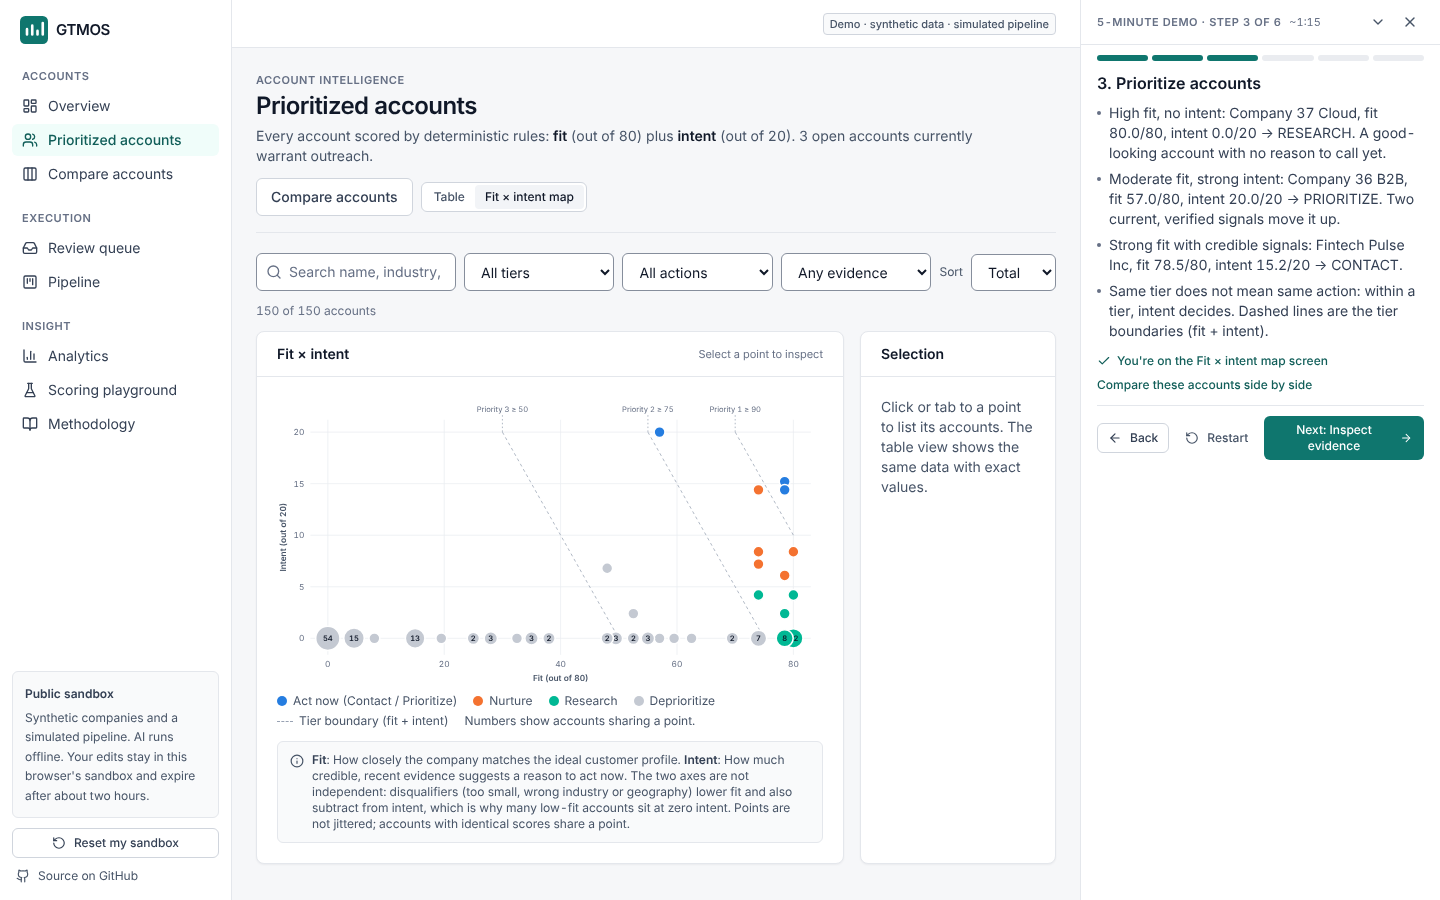 GTMOS
ACCOUNTS
Overview
Prioritized accounts
Compare accounts
EXECUTION
Review queue
Pipeline
INSIGHT
Analytics
Scoring playground
Methodology
Public sandbox
Synthetic companies and a
simulated pipeline. AI runs
offline. Your edits stay in this
browser's sandbox and expire
after about two hours.
Reset my sandbox
Source on GitHub
Demo · synthetic data · simulated pipeline
ACCOUNT INTELLIGENCE
Prioritized accounts
Every account scored by deterministic rules: fit (out of 80) plus intent (out of 20). 3 open accounts currently
warrant outreach.
Compare accounts
Table
Fit × intent map
Search name, industry,
All tiers
All actions
Any evidence
Sort
Total
150 of 150 accounts
Fit × intent
Select a point to inspect
Priority 3 ≥ 50
Priority 2 ≥ 75
Priority 1 ≥ 90
20
15
10
5
0
Intent (out of 20)
54
15
13
2
3
3
2
2
3
2
3
2
7
8
2
0
20
40
60
80
Fit (out of 80)
Act now (Contact / Prioritize)
Nurture
Research
Deprioritize
Tier boundary (fit + intent)
Numbers show accounts sharing a point.
Fit: How closely the company matches the ideal customer profile. Intent: How much
credible, recent evidence suggests a reason to act now. The two axes are not
independent: disqualifiers (too small, wrong industry or geography) lower fit and also
subtract from intent, which is why many low-fit accounts sit at zero intent. Points are
not jittered; accounts with identical scores share a point.
Selection
Click or tab to a point
to list its accounts. The
table view shows the
same data with exact
values.
5-MINUTE DEMO · STEP 3 OF 6 ~1:15
3. Prioritize accounts
• High fit, no intent: Company 37 Cloud, fit
80.0/80, intent 0.0/20 → RESEARCH. A good-
looking account with no reason to call yet.
• Moderate fit, strong intent: Company 36 B2B,
fit 57.0/80, intent 20.0/20 → PRIORITIZE. Two
current, verified signals move it up.
• Strong fit with credible signals: Fintech Pulse
Inc, fit 78.5/80, intent 15.2/20 → CONTACT.
• Same tier does not mean same action: within a
tier, intent decides. Dashed lines are the tier
boundaries (fit + intent).
You're on the Fit × intent map screen
Compare these accounts side by side
Back
Restart
Next: Inspect
evidence